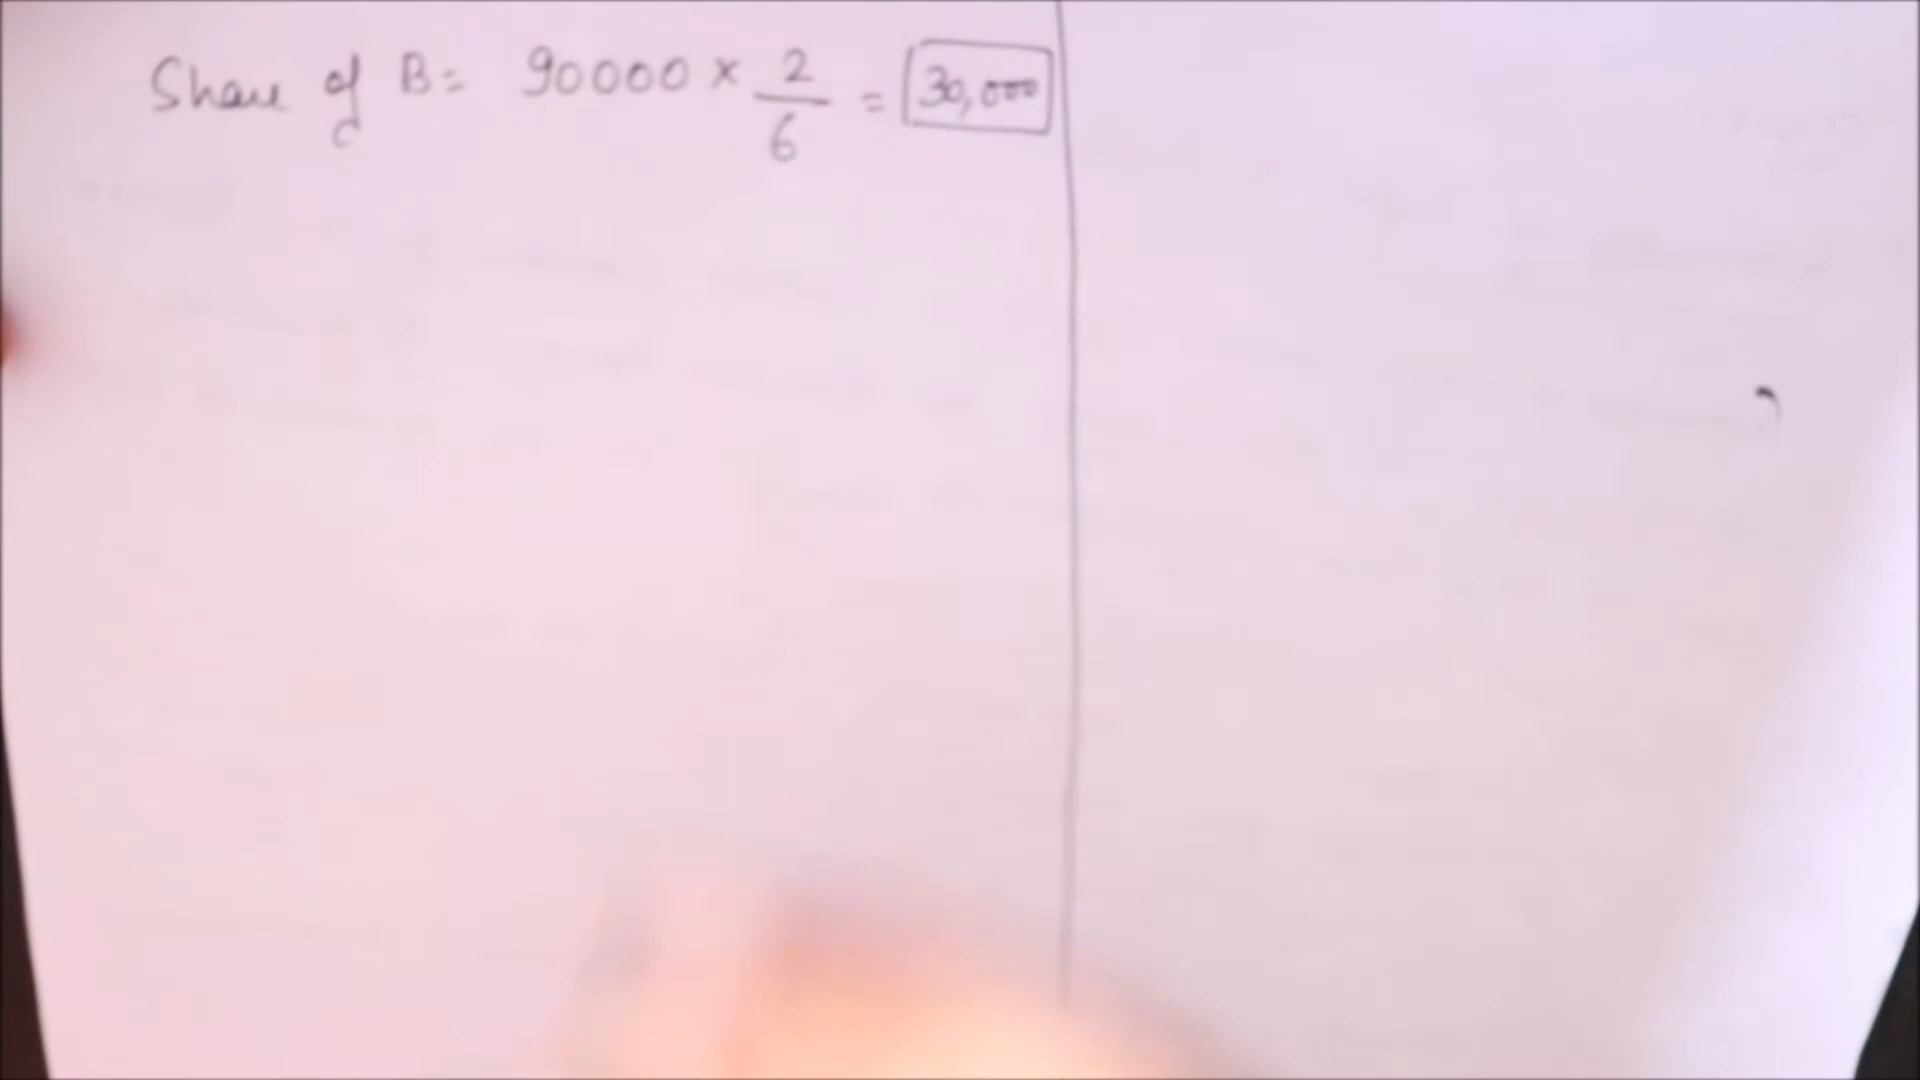 Share of B = 90000 × 2/6 = 30,000